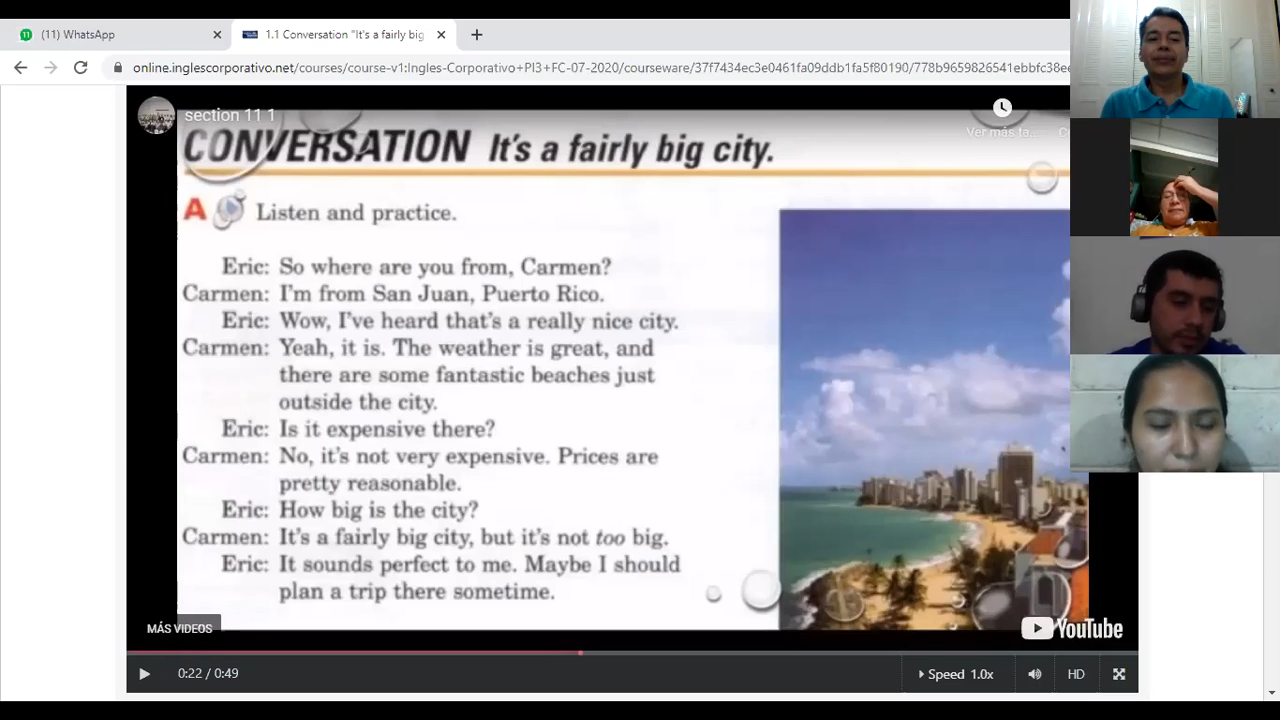 (11) WhatsApp
1.1 Conversation "It's a fairly big
online.inglescorporativo.net/courses/course-v1:Ingles-Corporativo+PI3+FC-07-2020/courseware/37f7434ec3e0461fa09ddb1fa5f80190/778b9659826541ebbfc38ee
section 11 1
Ver más ta...
CONVERSATION It's a fairly big city.
A Listen and practice.
Eric: So where are you from, Carmen?
Carmen: I'm from San Juan, Puerto Rico.
Eric: Wow, I've heard that's a really nice city.
Carmen: Yeah, it is. The weather is great, and
there are some fantastic beaches just
outside the city.
Eric: Is it expensive there?
Carmen: No, it's not very expensive. Prices are
pretty reasonable.
Eric: How big is the city?
Carmen: It's a fairly big city, but it's not too big.
Eric: It sounds perfect to me. Maybe I should
plan a trip there sometime.
MÁS VIDEOS
YouTube
0:22 / 0:49
Speed 1.0x
HD